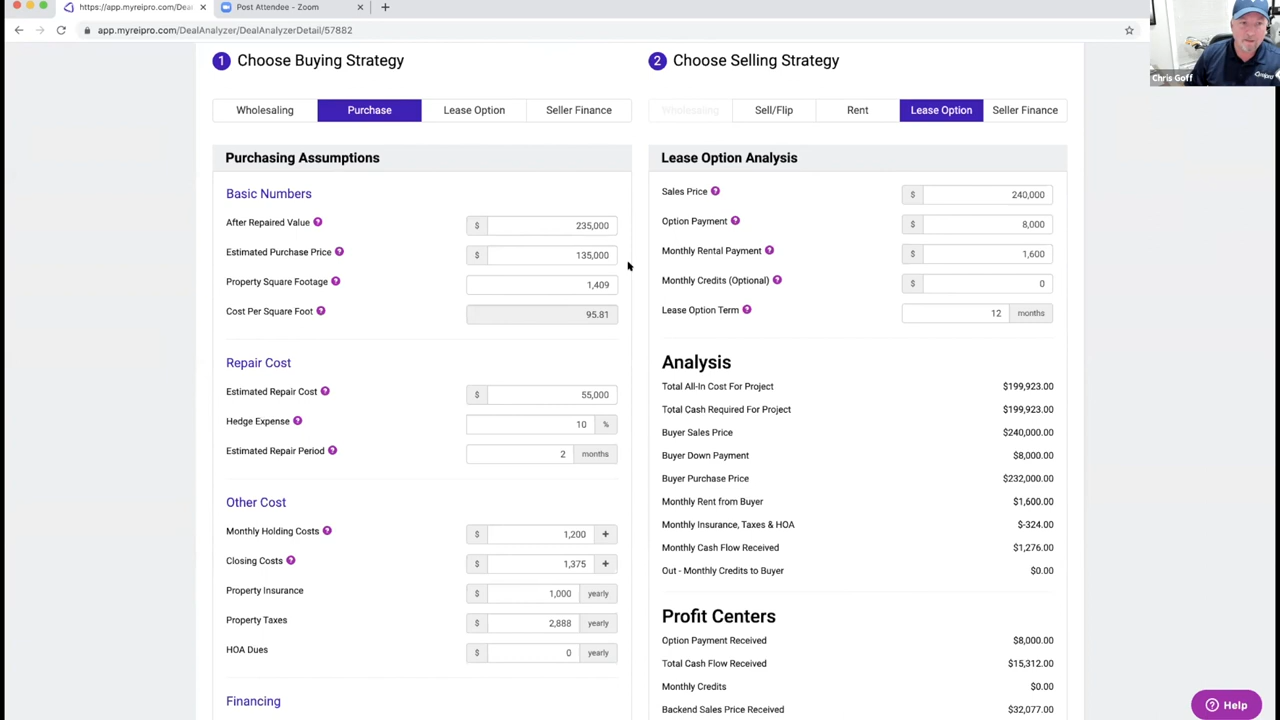 https://app.myreipro.com/Dea
Post Attendee - Zoom
app.myreipro.com/DealAnalyzer/DealAnalyzerDetail/57882
Chris Goff
1 Choose Buying Strategy
Wholesaling Purchase Lease Option Seller Finance
Purchasing Assumptions
Basic Numbers
After Repaired Value ? $ 235,000
Estimated Purchase Price ? $ 135,000
Property Square Footage ? 1,409
Cost Per Square Foot ? 95.81
Repair Cost
Estimated Repair Cost ? $ 55,000
Hedge Expense ? 10 %
Estimated Repair Period ? 2 months
Other Cost
Monthly Holding Costs ? $ 1,200 +
Closing Costs ? $ 1,375 +
Property Insurance $ 1,000 yearly
Property Taxes $ 2,888 yearly
HOA Dues $ 0 yearly
Financing
2 Choose Selling Strategy
Wholesaling Sell/Flip Rent Lease Option Seller Finance
Lease Option Analysis
Sales Price ? $ 240,000
Option Payment ? $ 8,000
Monthly Rental Payment ? $ 1,600
Monthly Credits (Optional) ? $ 0
Lease Option Term ? 12 months
Analysis
Total All-In Cost For Project $199,923.00
Total Cash Required For Project $199,923.00
Buyer Sales Price $240,000.00
Buyer Down Payment $8,000.00
Buyer Purchase Price $232,000.00
Monthly Rent from Buyer $1,600.00
Monthly Insurance, Taxes & HOA $-324.00
Monthly Cash Flow Received $1,276.00
Out - Monthly Credits to Buyer $0.00
Profit Centers
Option Payment Received $8,000.00
Total Cash Flow Received $15,312.00
Monthly Credits $0.00
Backend Sales Price Received $32,077.00
? Help